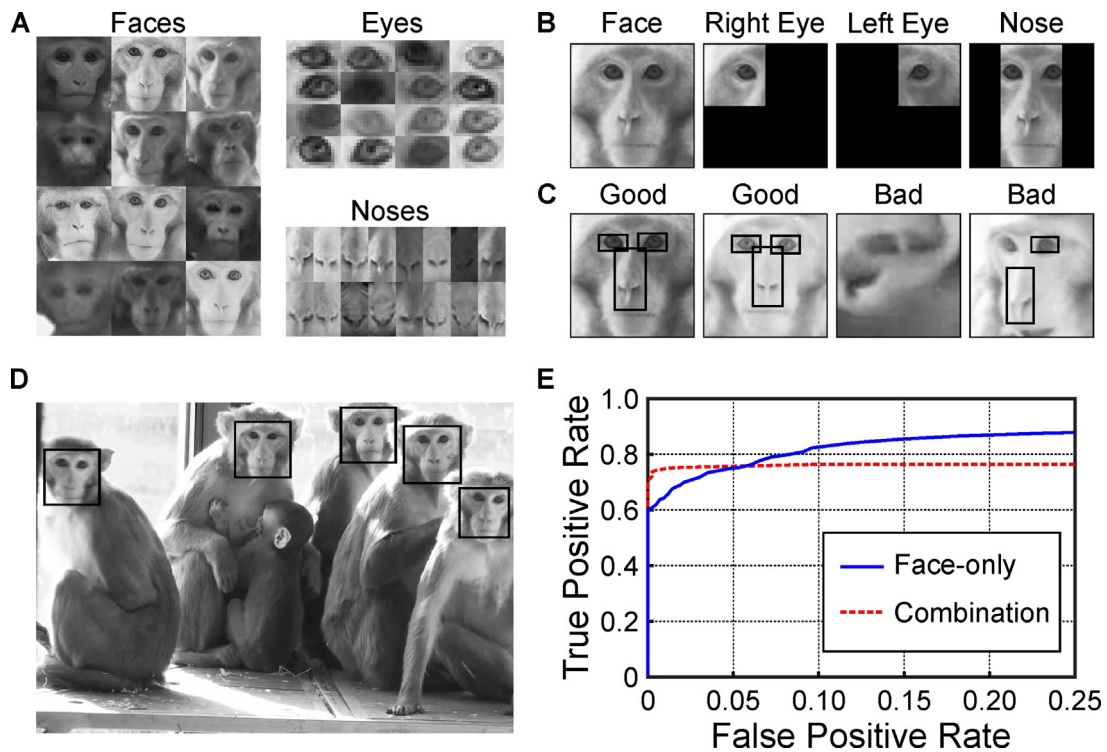 A
Faces
Eyes
Noses
B
Face
Right Eye
Left Eye
Nose
C
Good
Good
Bad
Bad
D
E
True Positive Rate
1.0
0.8
0.6
0.4
0.2
0
Face-only
Combination
0
0.05
0.10
0.15
0.20
0.25
False Positive Rate